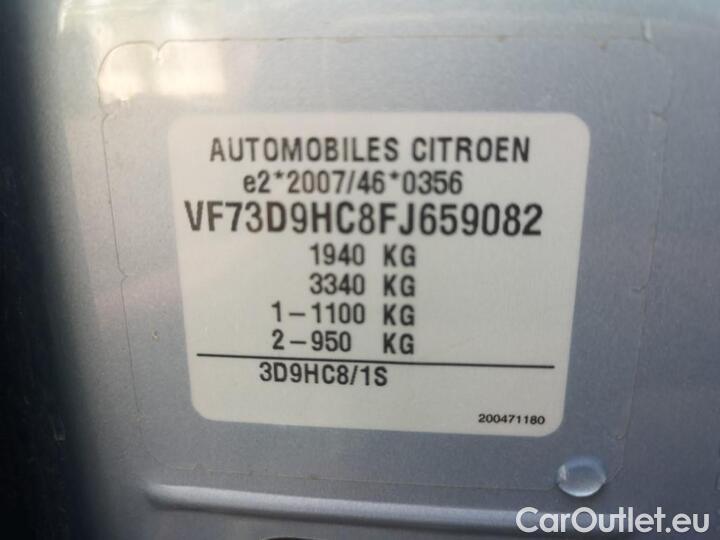 AUTOMOBILES CITROEN
e2*2007/46*0356
VF73D9HC8FJ659082
1940 KG
3340 KG
1-1100 KG
2-950 KG
3D9HC8/1S
200471180
CarOutlet.eu